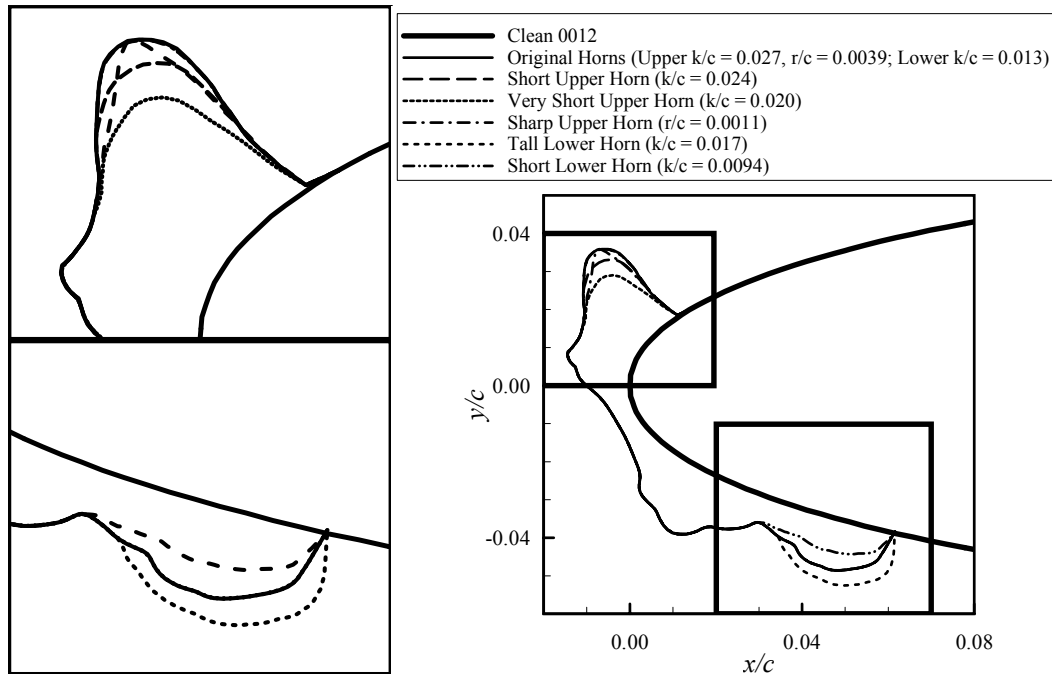 Clean 0012
Original Horns (Upper k/c = 0.027, r/c = 0.0039; Lower k/c = 0.013)
Short Upper Horn (k/c = 0.024)
Very Short Upper Horn (k/c = 0.020)
Sharp Upper Horn (r/c = 0.0011)
Tall Lower Horn (k/c = 0.017)
Short Lower Horn (k/c = 0.0094)
0.04
0.00
-0.04
y/c
0.00 0.04 0.08
x/c